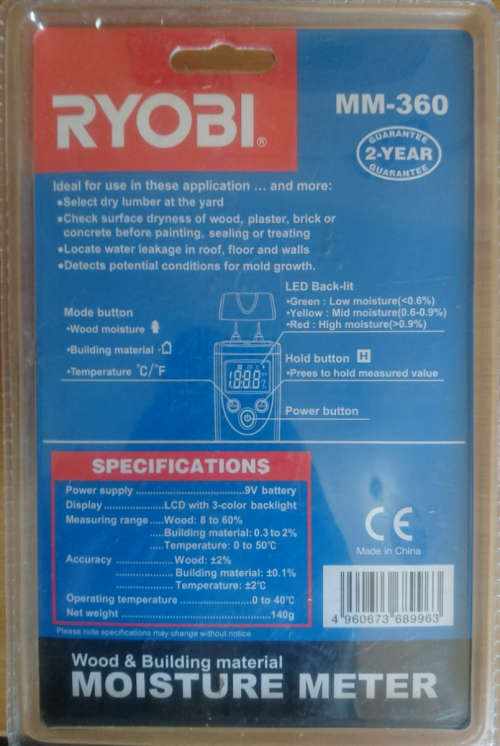 RYOBI®
MM-360
GUARANTEE
2-YEAR
GUARANTEE
Ideal for use in these application ... and more:
•Select dry lumber at the yard
•Check surface dryness of wood, plaster, brick or
concrete before painting, sealing or treating
•Locate water leakage in roof, floor and walls
•Detects potential conditions for mold growth.
LED Back-lit
•Green : Low moisture(<0.6%)
•Yellow : Mid moisture(0.6-0.9%)
•Red : High moisture(>0.9%)
Mode button
•Wood moisture
•Building material
•Temperature °C/°F
Hold button H
•Prees to hold measured value
Power button
SPECIFICATIONS
Power supply ..............................9V battery
Display ..................LCD with 3-color backlight
Measuring range .....Wood: 8 to 60%
.....Building material: 0.3 to 2%
.....Temperature: 0 to 50°C
Accuracy ..................Wood: ±2%
.................. Building material: ±0.1%
.................. Temperature: ±2°C
Operating temperature ....................0 to 40°C
Net weight ..........................................140g
Please note specifications may change without notice
CE
Made in China
4 960673 689963
Wood & Building material
MOISTURE METER